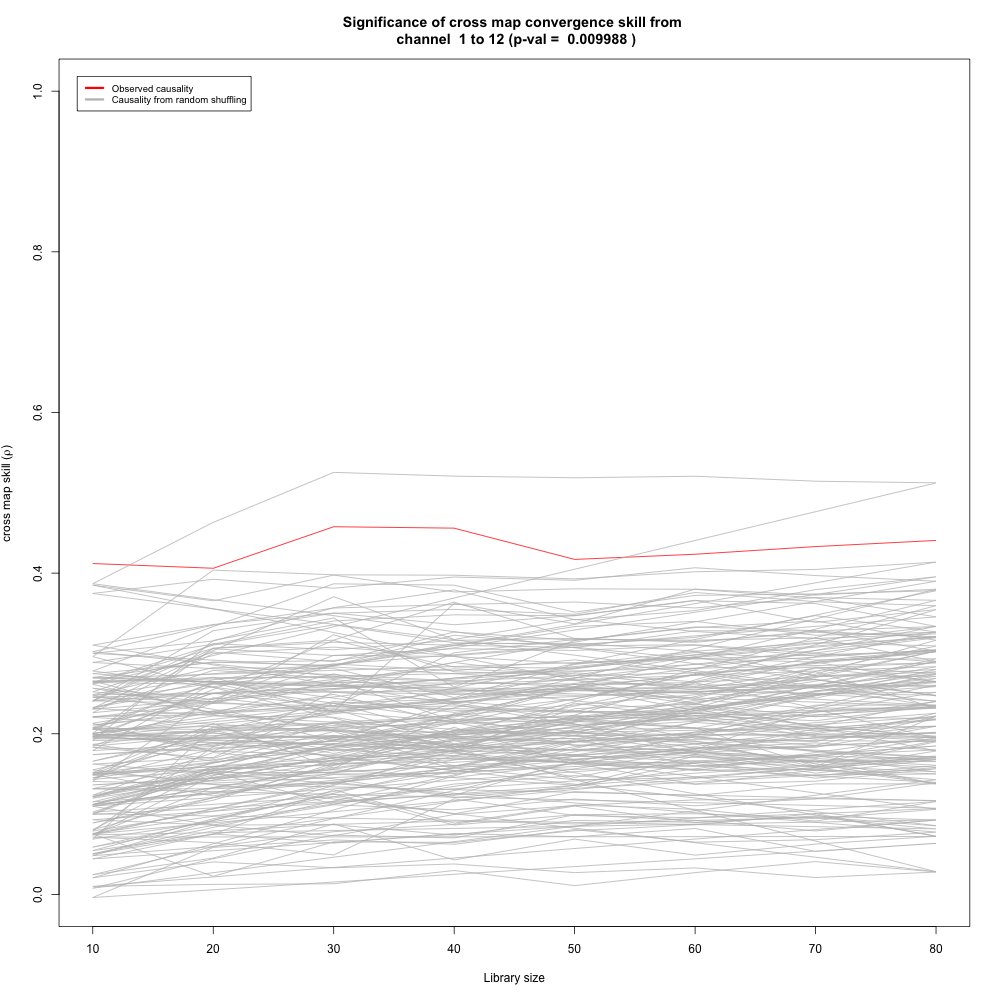 Significance of cross map convergence skill from
channel 1 to 12 (p-val = 0.009988 )
Observed causality
Causality from random shuffling
1.0
0.8
0.6
0.4
0.2
0.0
cross map skill (ρ)
10 20 30 40 50 60 70 80
Library size